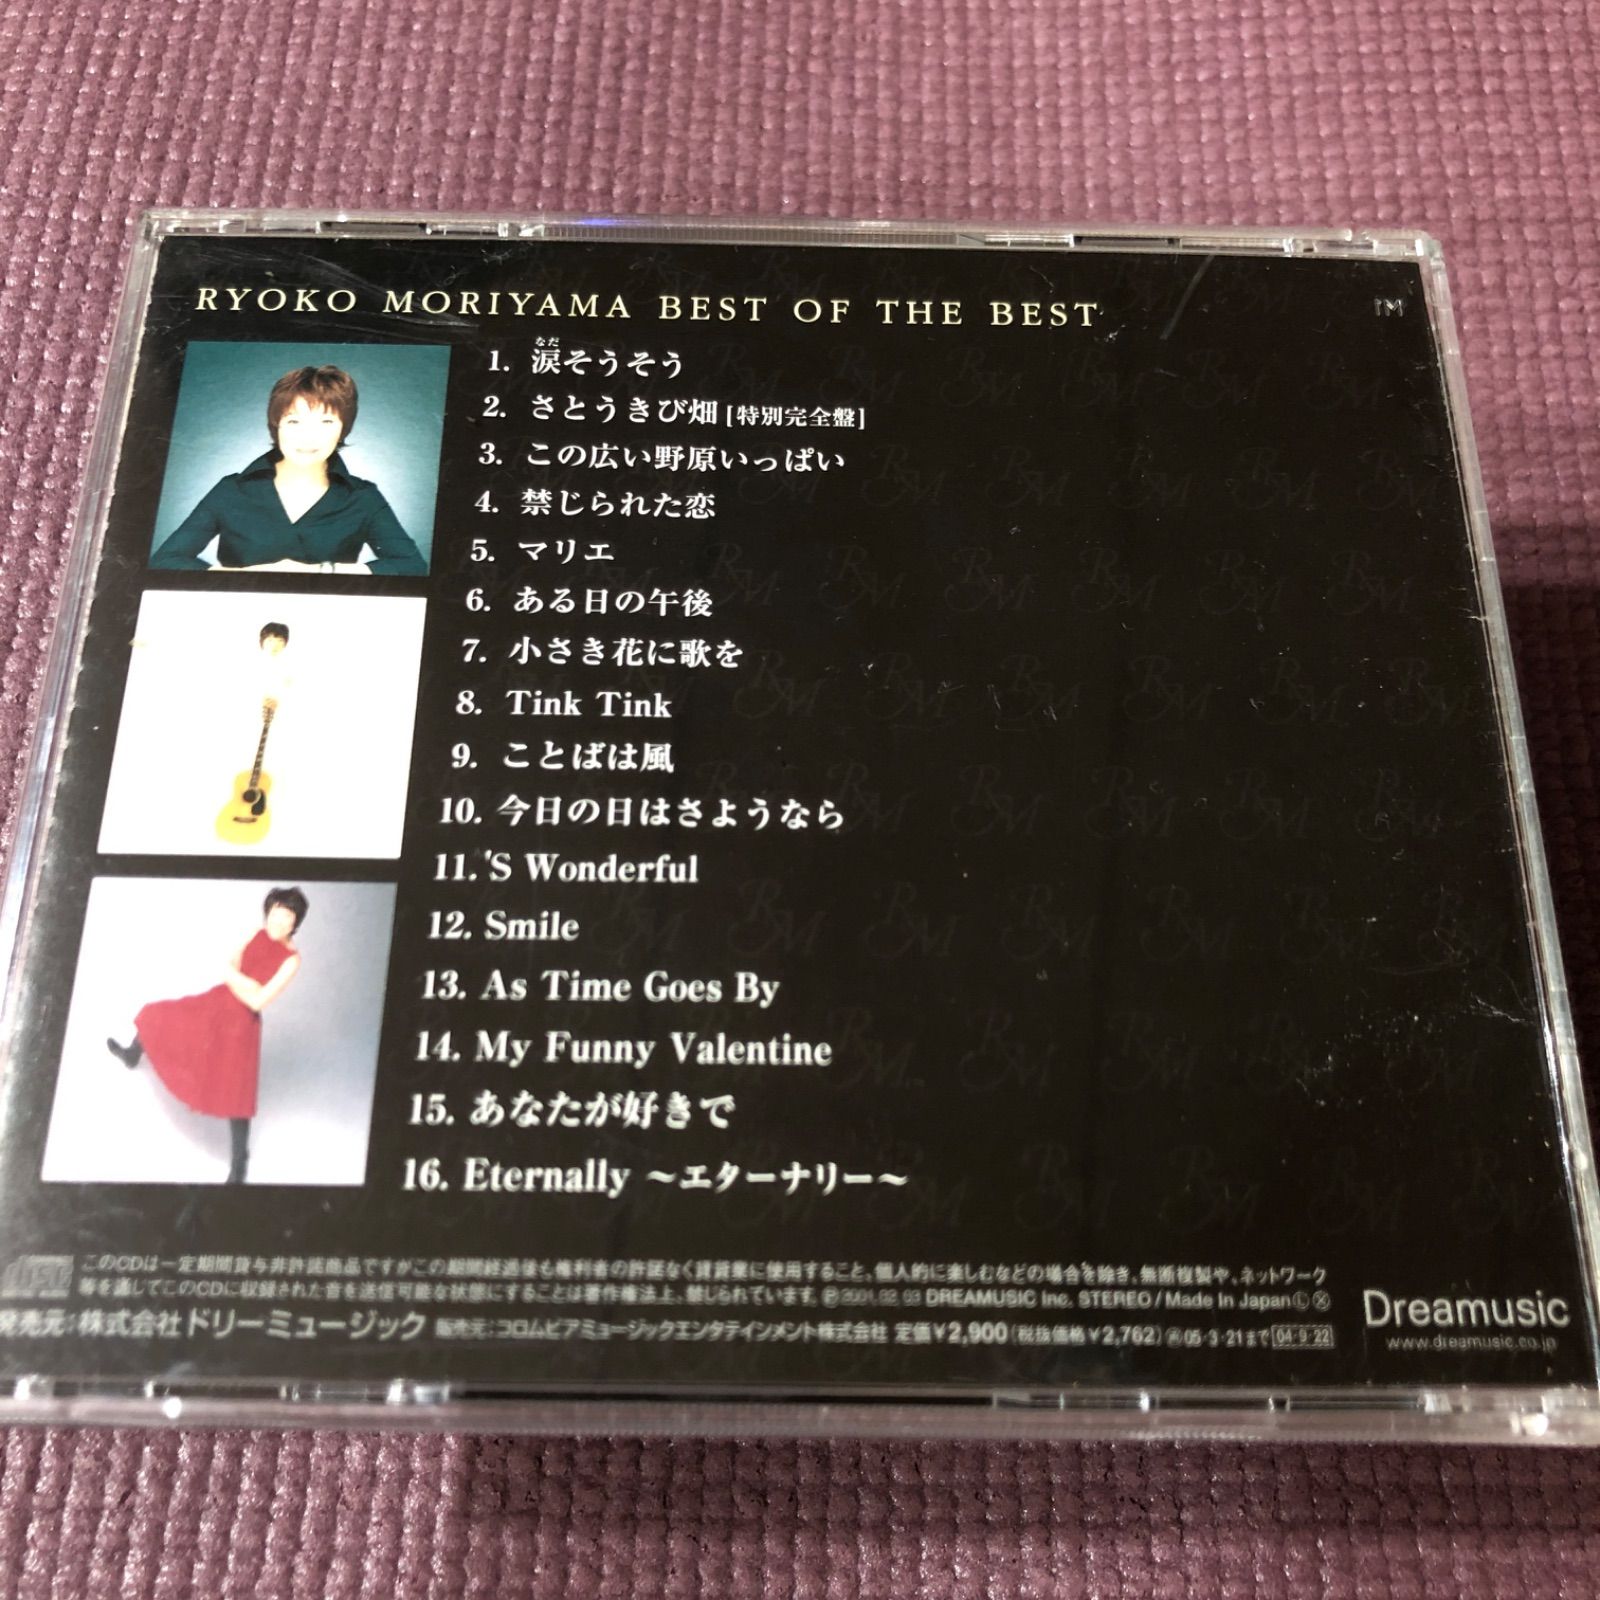 RYOKO MORIYAMA BEST OF THE BEST
なだ
1. 涙そうそう
2. さとうきび畑 [特別完全盤]
3. この広い野原いっぱい
4. 禁じられた恋
5. マリエ
6. ある日の午後
7. 小さき花に歌を
8. Tink Tink
9. ことばは風
10. 今日の日はさようなら
11. 'S Wonderful
12. Smile
13. As Time Goes By
14. My Funny Valentine
15. あなたが好きで
16. Eternally 〜エターナリー〜
このCDは一定期間貸与非許諾商品ですがこの期間経過後も権利者の許諾なく賃貸業に使用すること、個人的に楽しむなどの場合を除き、無断複製や、ネットワーク
等を通じてこのCDに収録された音を送信可能な状態にすることは著作権法上、禁じられています。 DREAMUSIC Inc. STEREO/Made in Japan Ⓛ Ⓧ
発売元:株式会社ドリーミュージック 販売元:コロムビアミュージックエンタテインメント株式会社 定価¥2,900(税抜価格¥2,762) 05・3・21まで 04・9・22
Dreamusic
www.dreamusic.co.jp